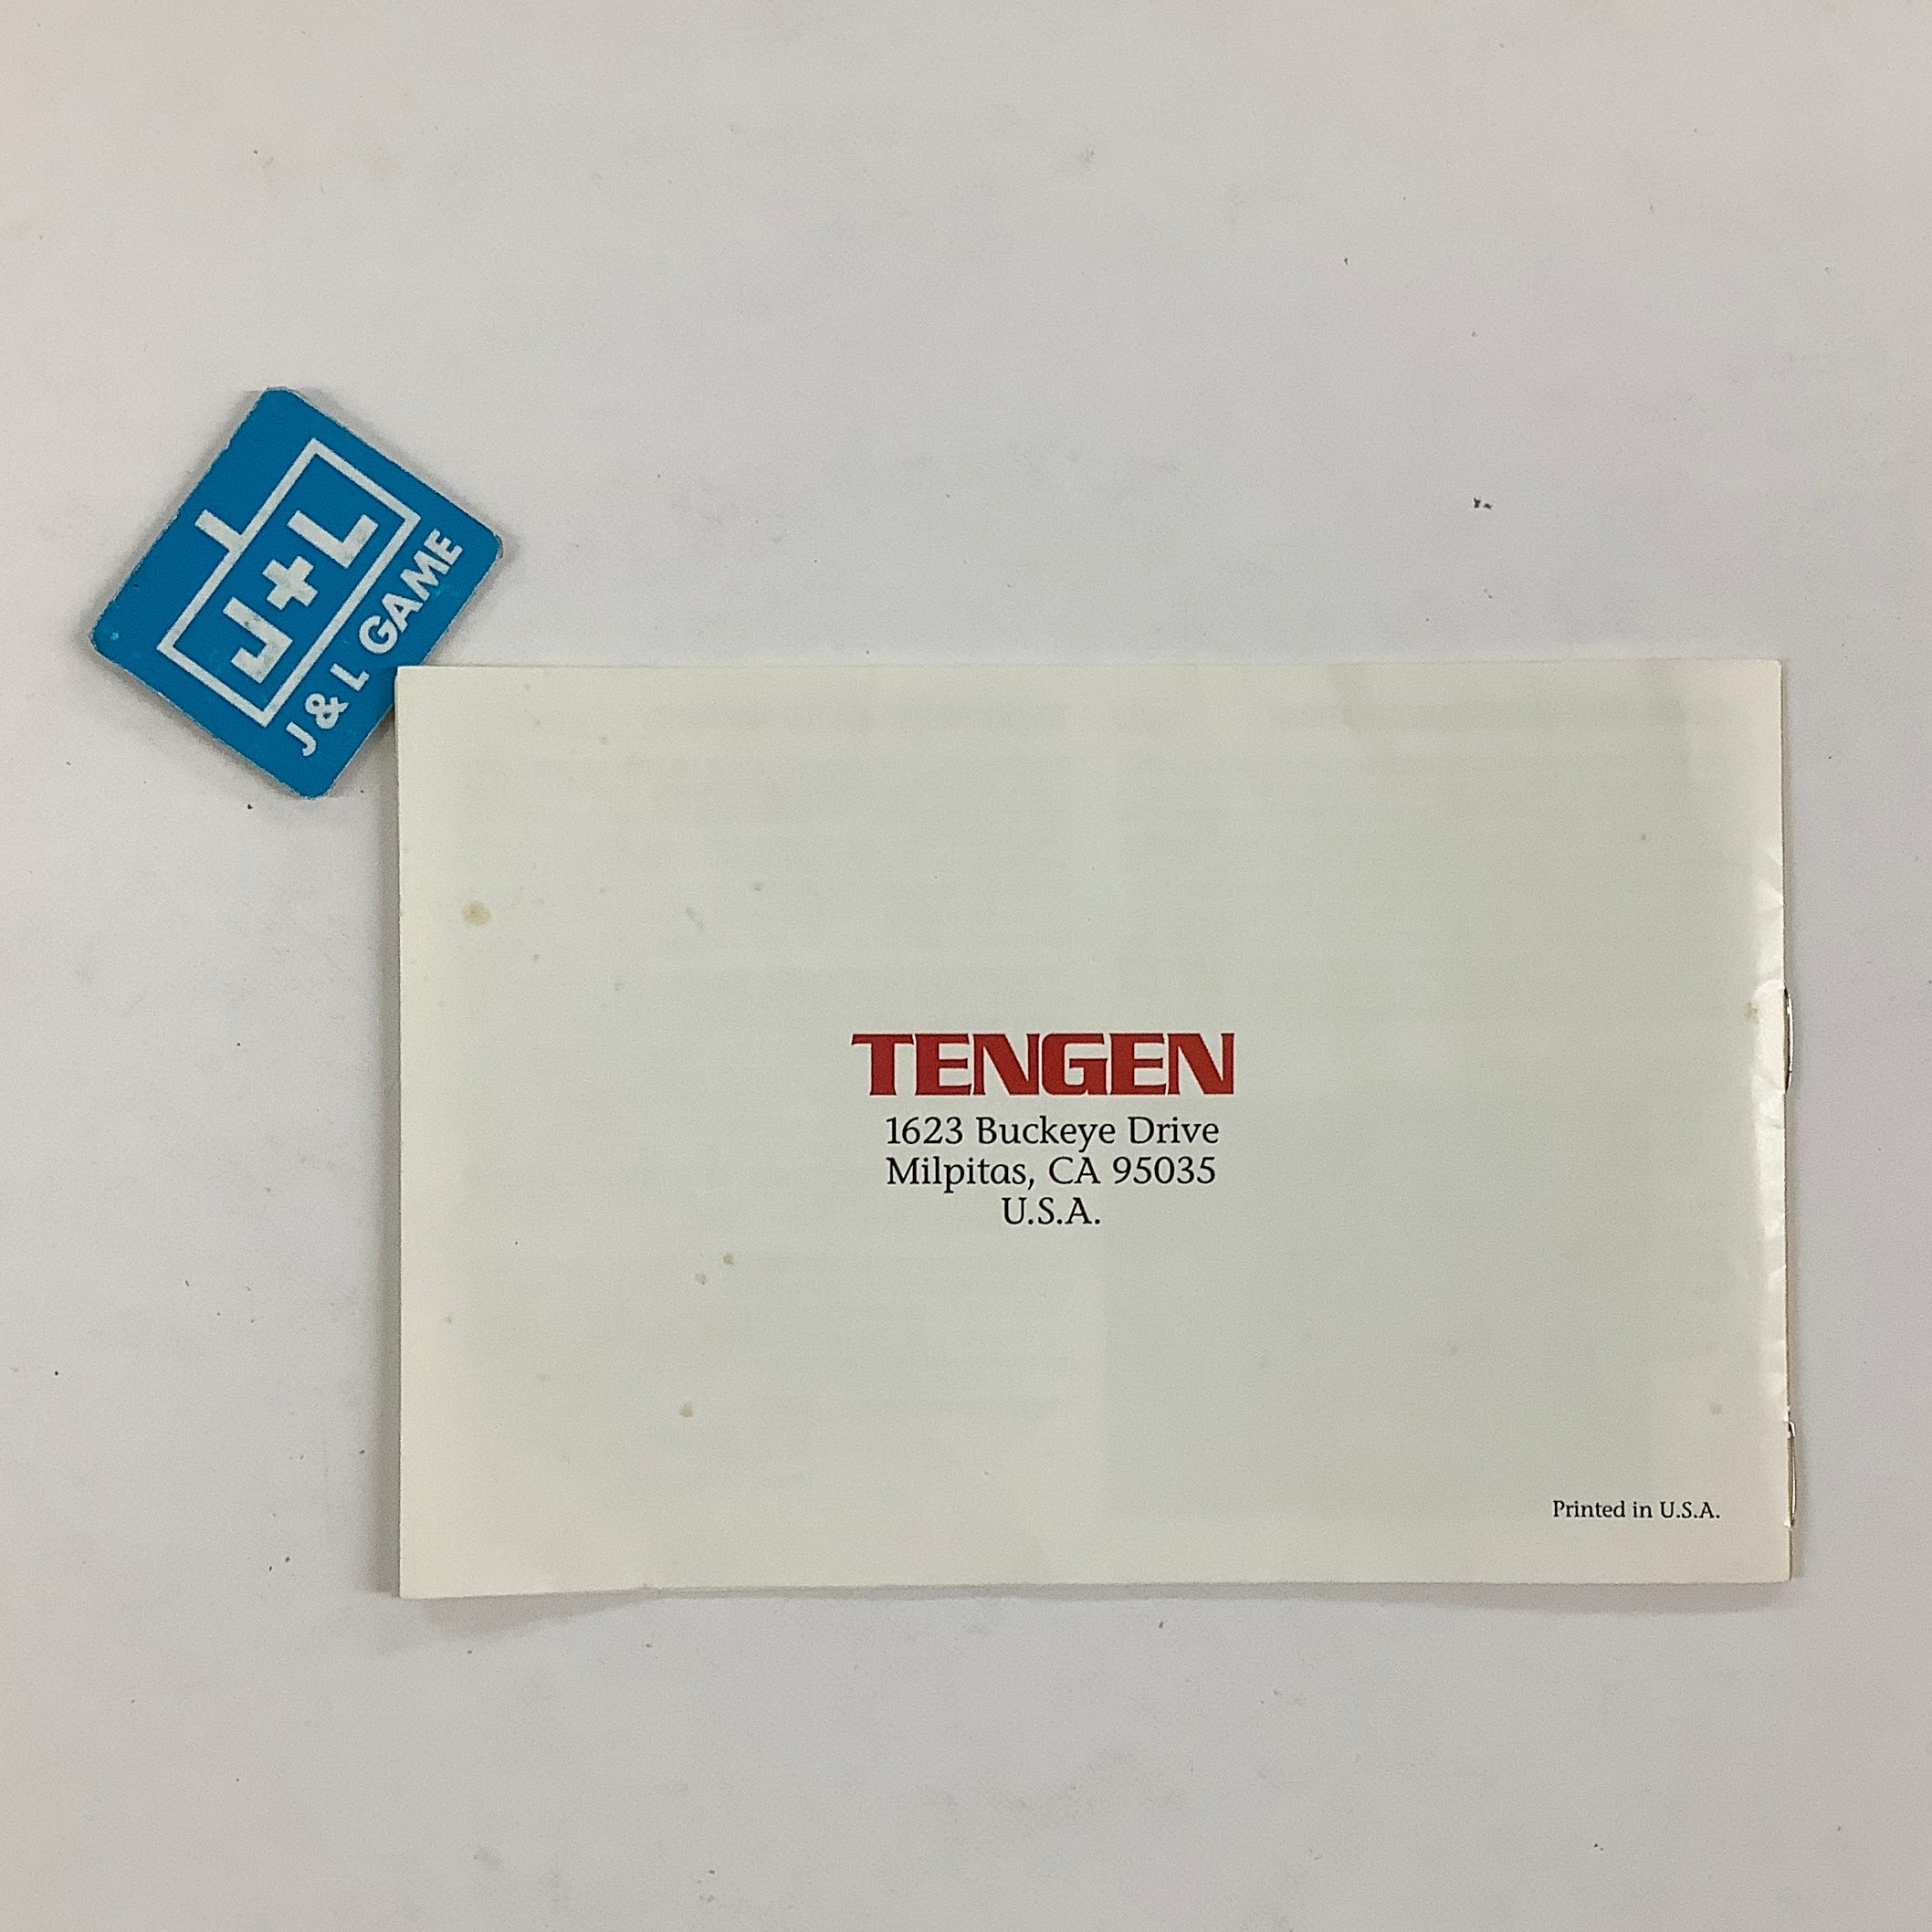 J+L
J & L GAME
TENGEN
1623 Buckeye Drive
Milpitas, CA 95035
U.S.A.
Printed in U.S.A.